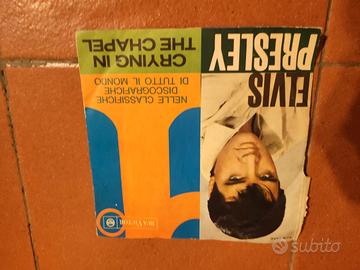 ELVIS
PRESLEY
CRYING IN
THE CHAPEL
NELLE CLASSIFICHE
DISCOGRAFICHE
DI TUTTO IL MONDO
RCA VICTOR
subito